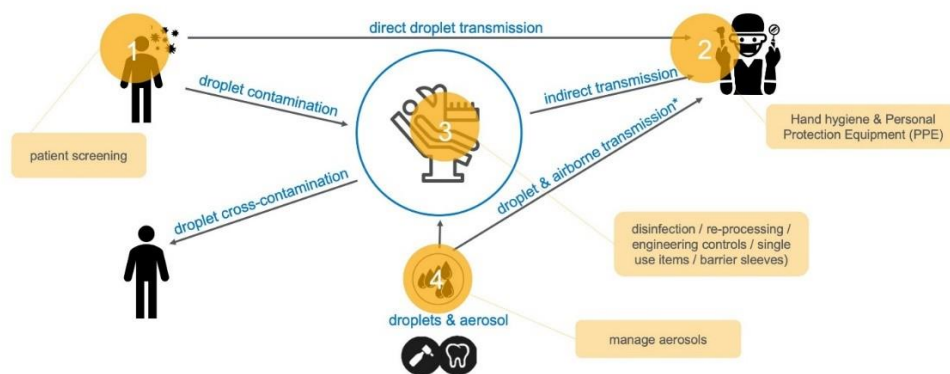 1
direct droplet transmission
2
droplet contamination
indirect transmission
3
Hand hygiene & Personal
Protection Equipment (PPE)
patient screening
droplet & airborne transmission*
droplet cross-contamination
disinfection / re-processing /
engineering controls / single
use items / barrier sleeves)
4
droplets & aerosol
manage aerosols